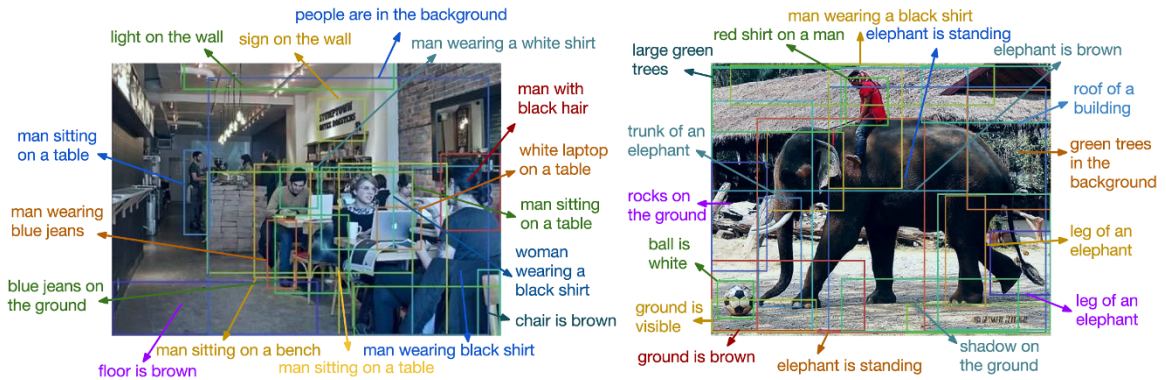 people are in the background
light on the wall
sign on the wall
man wearing a white shirt
man with
black hair
man sitting
on a table
white laptop
on a table
man wearing
blue jeans
man sitting
on a table
woman
wearing a
black shirt
blue jeans on
the ground
chair is brown
man sitting on a bench
man wearing black shirt
man sitting on a table
floor is brown
STUMPTOWN
COFFEE ROASTERS
man wearing a black shirt
red shirt on a man
elephant is standing
large green
trees
elephant is brown
roof of a
building
trunk of an
elephant
green trees
in the
background
rocks on
the ground
leg of an
elephant
ball is
white
leg of an
elephant
ground is
visible
ground is brown
elephant is standing
shadow on
the ground